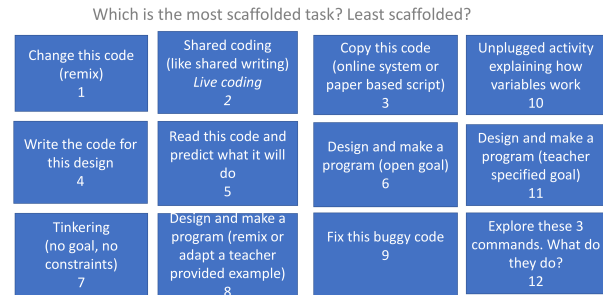 Which is the most scaffolded task? Least scaffolded?
Change this code
(remix)
1
Shared coding
(like shared writing)
Live coding
2
Copy this code
(online system or
paper based script)
3
Unplugged activity
explaining how
variables work
10
Write the code for
this design
4
Read this code and
predict what it will
do
5
Design and make a
program (open goal)
6
Design and make a
program (teacher
specified goal)
11
Tinkering
(no goal, no
constraints)
7
Design and make a
program (remix or
adapt a teacher
provided example)
8
Fix this buggy code
9
Explore these 3
commands. What do
they do?
12